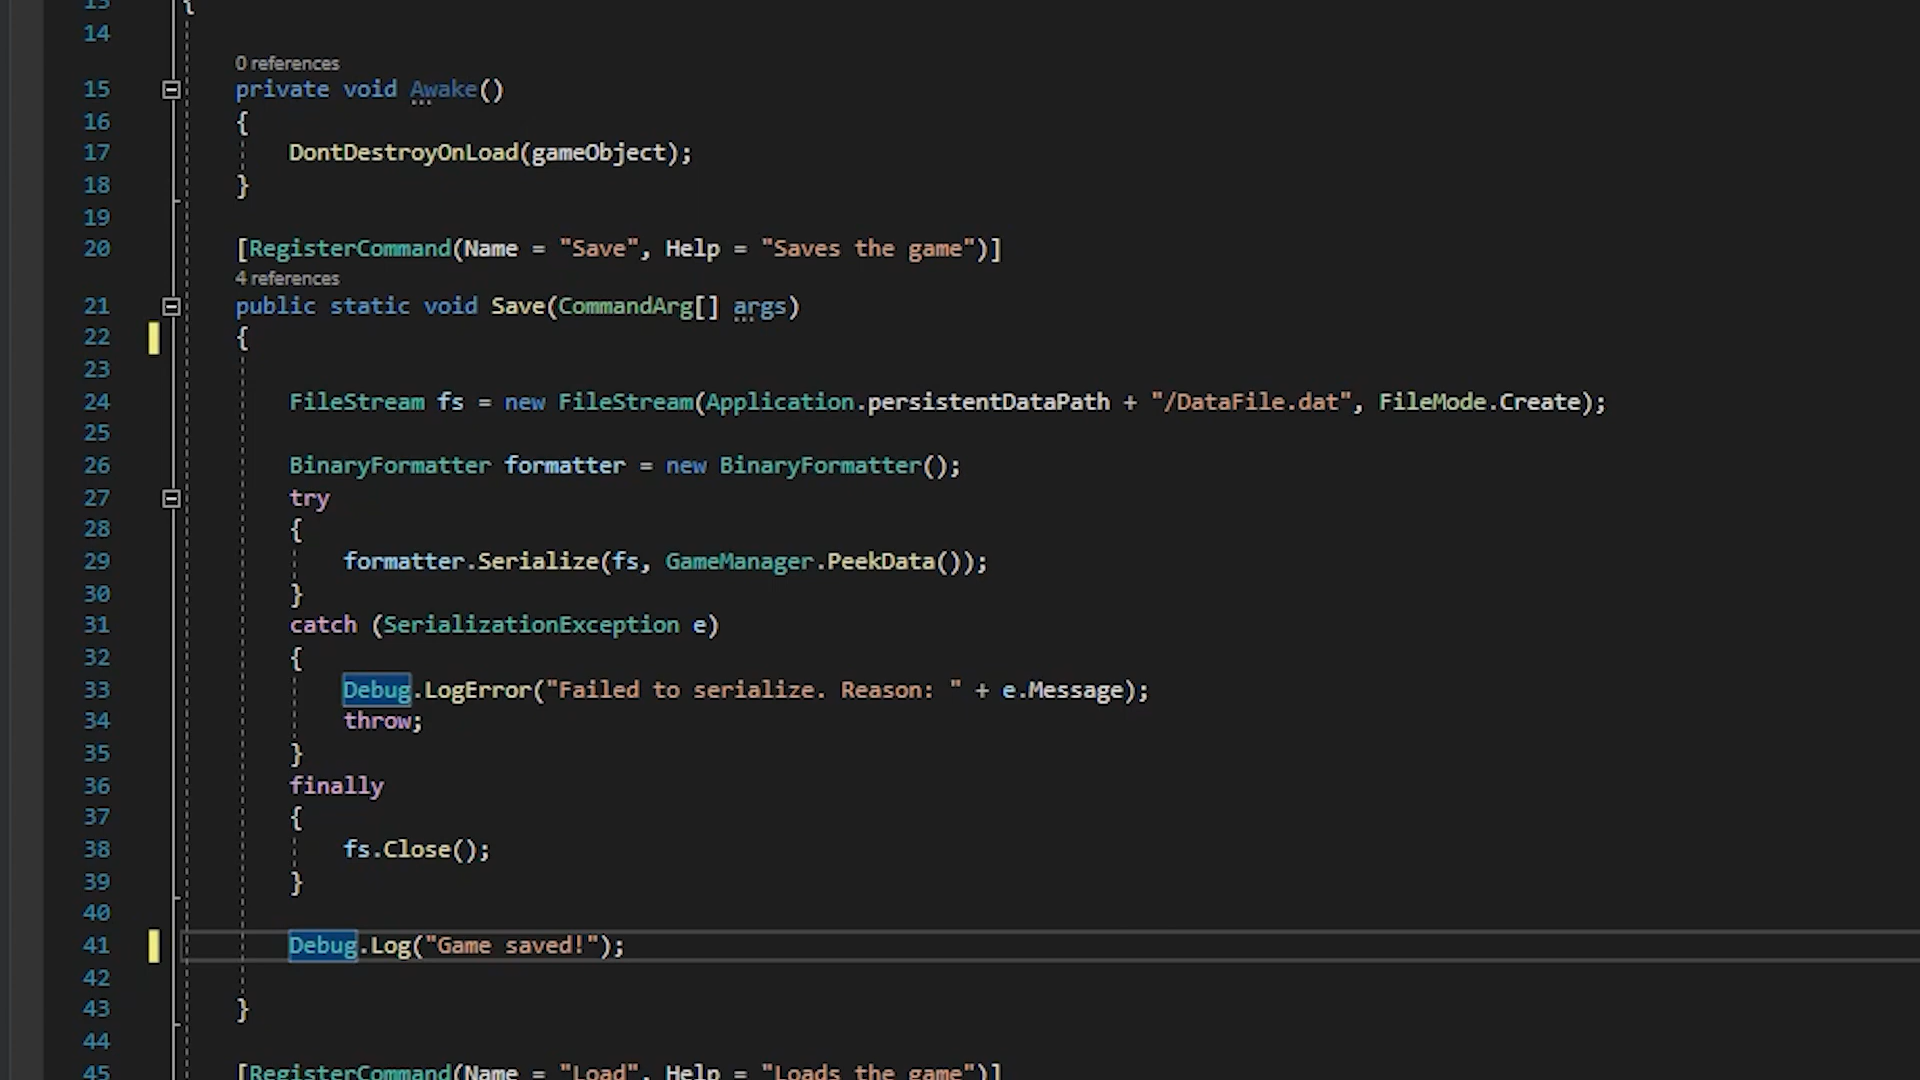 13 {
14
0 references
15 private void Awake()
16 {
17 DontDestroyOnLoad(gameObject);
18 }
19
20 [RegisterCommand(Name = "Save", Help = "Saves the game")]
4 references
21 public static void Save(CommandArg[] args)
22 {
23
24 FileStream fs = new FileStream(Application.persistentDataPath + "/DataFile.dat", FileMode.Create);
25
26 BinaryFormatter formatter = new BinaryFormatter();
27 try
28 {
29 formatter.Serialize(fs, GameManager.PeekData());
30 }
31 catch (SerializationException e)
32 {
33 Debug.LogError("Failed to serialize. Reason: " + e.Message);
34 throw;
35 }
36 finally
37 {
38 fs.Close();
39 }
40
41 Debug.Log("Game saved!");
42
43 }
44
45 [RegisterCommand(Name = "Load", Help = "Loads the game")]